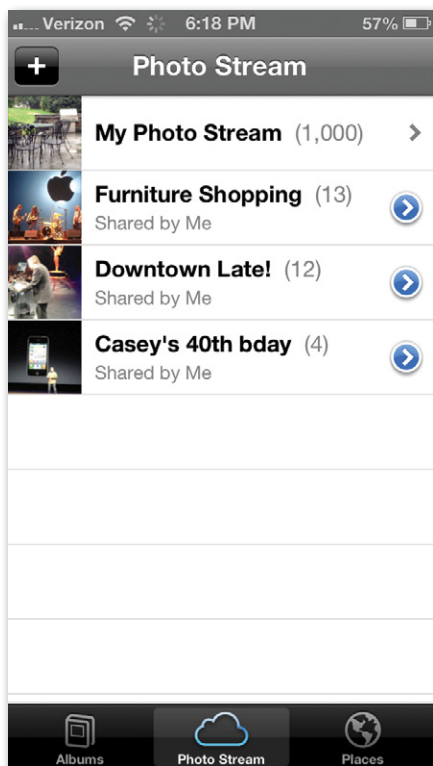 Verizon 6:18 PM 57%
+ Photo Stream
My Photo Stream (1,000)
Furniture Shopping (13)
Shared by Me
Downtown Late! (12)
Shared by Me
Casey's 40th bday (4)
Shared by Me
Albums Photo Stream Places